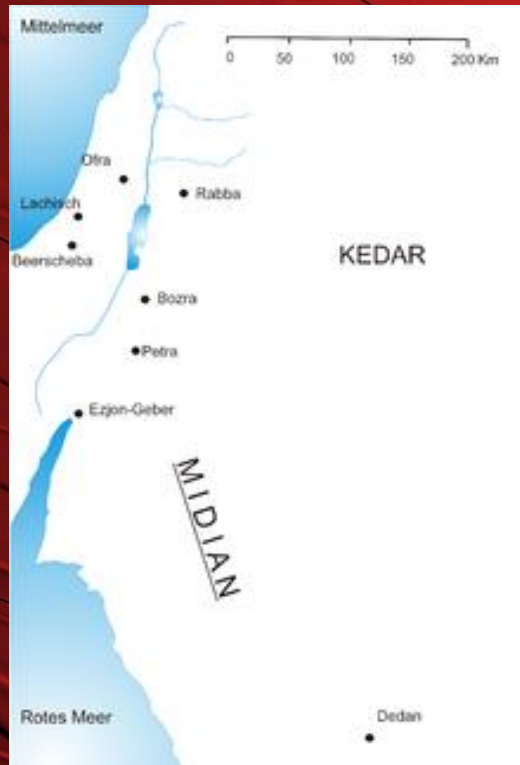 Mittelmeer
0 50 100 150 200 Km
Ofra
Rabba
Lachisch
Beerscheba
KEDAR
Bozra
Petra
Ezjon-Geber
MIDIAN
Rotes Meer
Dedan